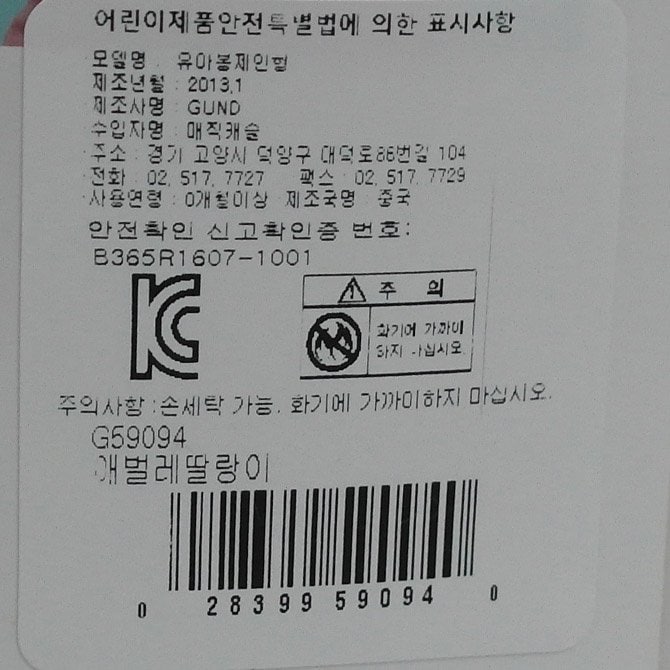 어린이제품안전특별법에 의한 표시사항
모델명 : 유아봉제인형
제조년월 : 2013.1
제조사명 : GUND
수입자명 : 매직캐슬
주소 : 경기 고양시 덕양구 대덕로86번길 104
전화 : 02. 517. 7727 팩스 : 02. 517. 7729
사용연령 : 0개월이상 제조국명 : 중국
안전확인 신고확인증 번호:
B365R1607-1001
주 의
화기에 가까이
하지 마십시오
주의사항 :손세탁 가능. 화기에 가까이하지 마십시오.
G59094
애벌레딸랑이
0 28399 59094 0